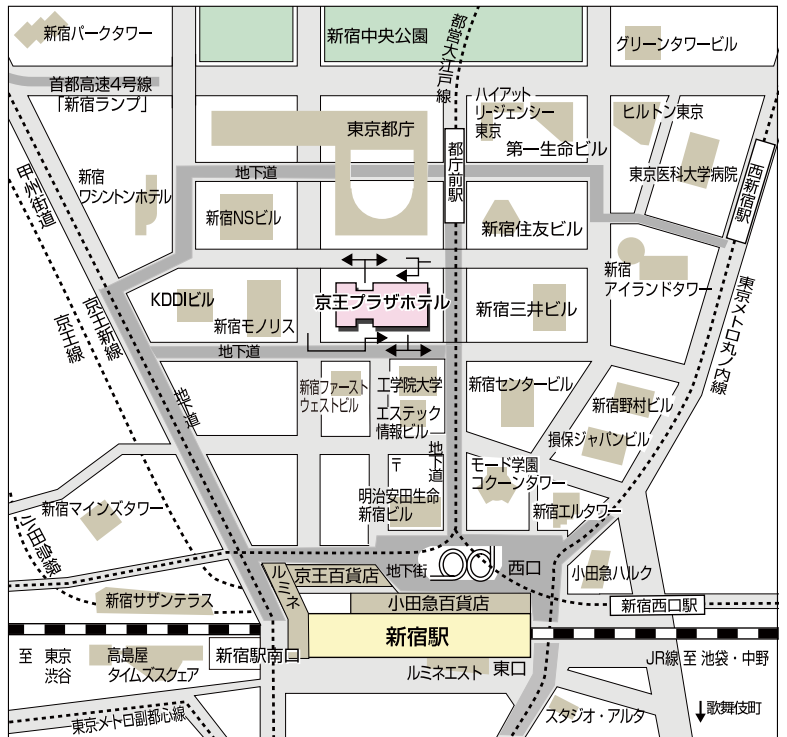 新宿パークタワー
新宿中央公園
都営大江戸線
グリーンタワービル
首都高速4号線
「新宿ランプ」
ハイアット
リージェンシー
東京
ヒルトン東京
東京都庁
第一生命ビル
都庁前駅
東京医科大学病院
西新宿駅
甲州街道
新宿
ワシントンホテル
地下道
新宿NSビル
新宿住友ビル
新宿
アイランドタワー
KDDIビル
新宿モノリス
京王プラザホテル
新宿三井ビル
東京メトロ丸ノ内線
京王新線
京王線
地下道
地下道
新宿ファースト
ウェストビル
工学院大学
エステック
情報ビル
新宿センタービル
新宿野村ビル
損保ジャパンビル
地下道
〒
明治安田生命
新宿ビル
モード学園
コクーンタワー
新宿エルタワー
新宿マインズタワー
小田急線
ルミネ
京王百貨店
地下街
西口
小田急ハルク
新宿サザンテラス
小田急百貨店
新宿西口駅
新宿駅
至 東京
渋谷
高島屋
タイムズスクェア
新宿駅南口
ルミネエスト
東口
JR線 至 池袋・中野
東京メトロ副都心線
スタジオ・アルタ
歌舞伎町